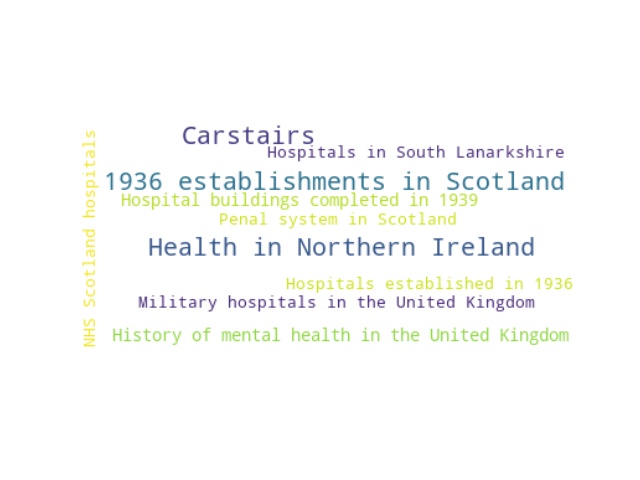 Carstairs
Hospitals in South Lanarkshire
1936 establishments in Scotland
Hospital buildings completed in 1939
Penal system in Scotland
Health in Northern Ireland
Hospitals established in 1936
Military hospitals in the United Kingdom
History of mental health in the United Kingdom
NHS Scotland hospitals